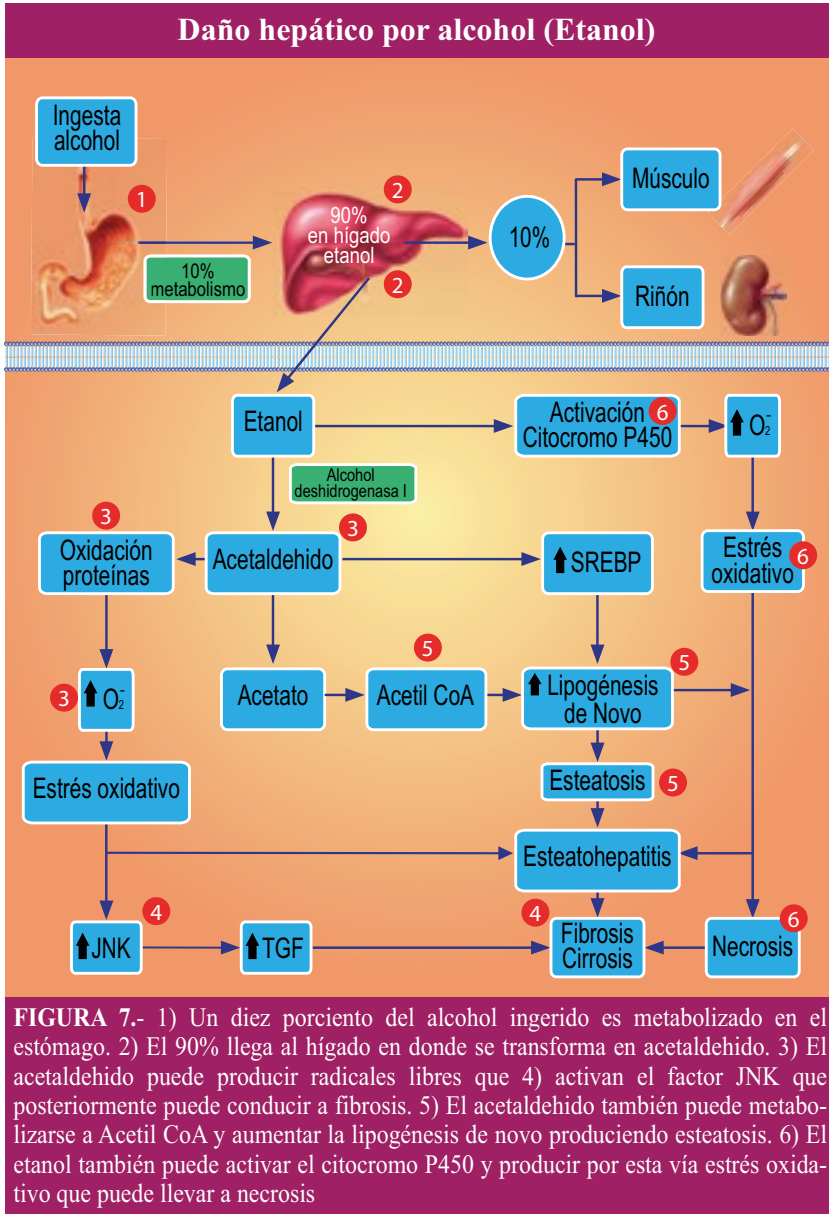 Daño hepático por alcohol (Etanol)
Ingesta
alcohol
1
10%
metabolismo
2
90%
en hígado
etanol
2
10%
Músculo
Riñón
Etanol
Activación
Citocromo P450
6
O₂⁻
Alcohol
deshidrogenasa I
3
Oxidación
proteínas
Acetaldehido
3
SREBP
Estrés
oxidativo
6
3
O₂⁻
Acetato
5
Acetil CoA
Lipogénesis
de Novo
5
Estrés oxidativo
Esteatosis
5
Esteatohepatitis
JNK
4
TGF
4
Fibrosis
Cirrosis
Necrosis
6
FIGURA 7.- 1) Un diez porciento del alcohol ingerido es metabolizado en el
estómago. 2) El 90% llega al hígado en donde se transforma en acetaldehido. 3) El
acetaldehido puede producir radicales libres que 4) activan el factor JNK que
posteriormente puede conducir a fibrosis. 5) El acetaldehido también puede metabo-
lizarse a Acetil CoA y aumentar la lipogénesis de novo produciendo esteatosis. 6) El
etanol también puede activar el citocromo P450 y producir por esta vía estrés oxida-
tivo que puede llevar a necrosis